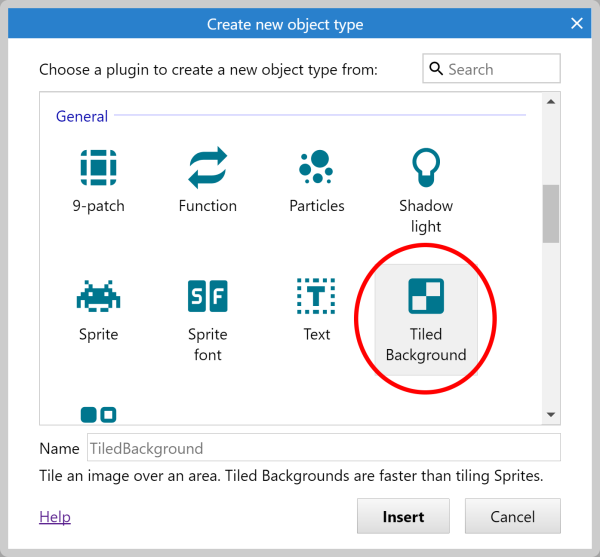 Create new object type
Choose a plugin to create a new object type from:
Search
General
9-patch
Function
Particles
Shadow
light
Sprite
SF
Sprite
font
T
Text
Tiled
Background
Name
TiledBackground
Tile an image over an area. Tiled Backgrounds are faster than tiling Sprites.
Help
Insert
Cancel